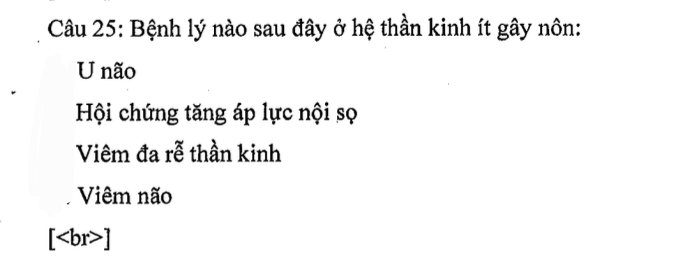 Câu 25: Bệnh lý nào sau đây ở hệ thần kinh ít gây nôn:
U não
Hội chứng tăng áp lực nội sọ
Viêm đa rễ thần kinh
Viêm não
[<br>]